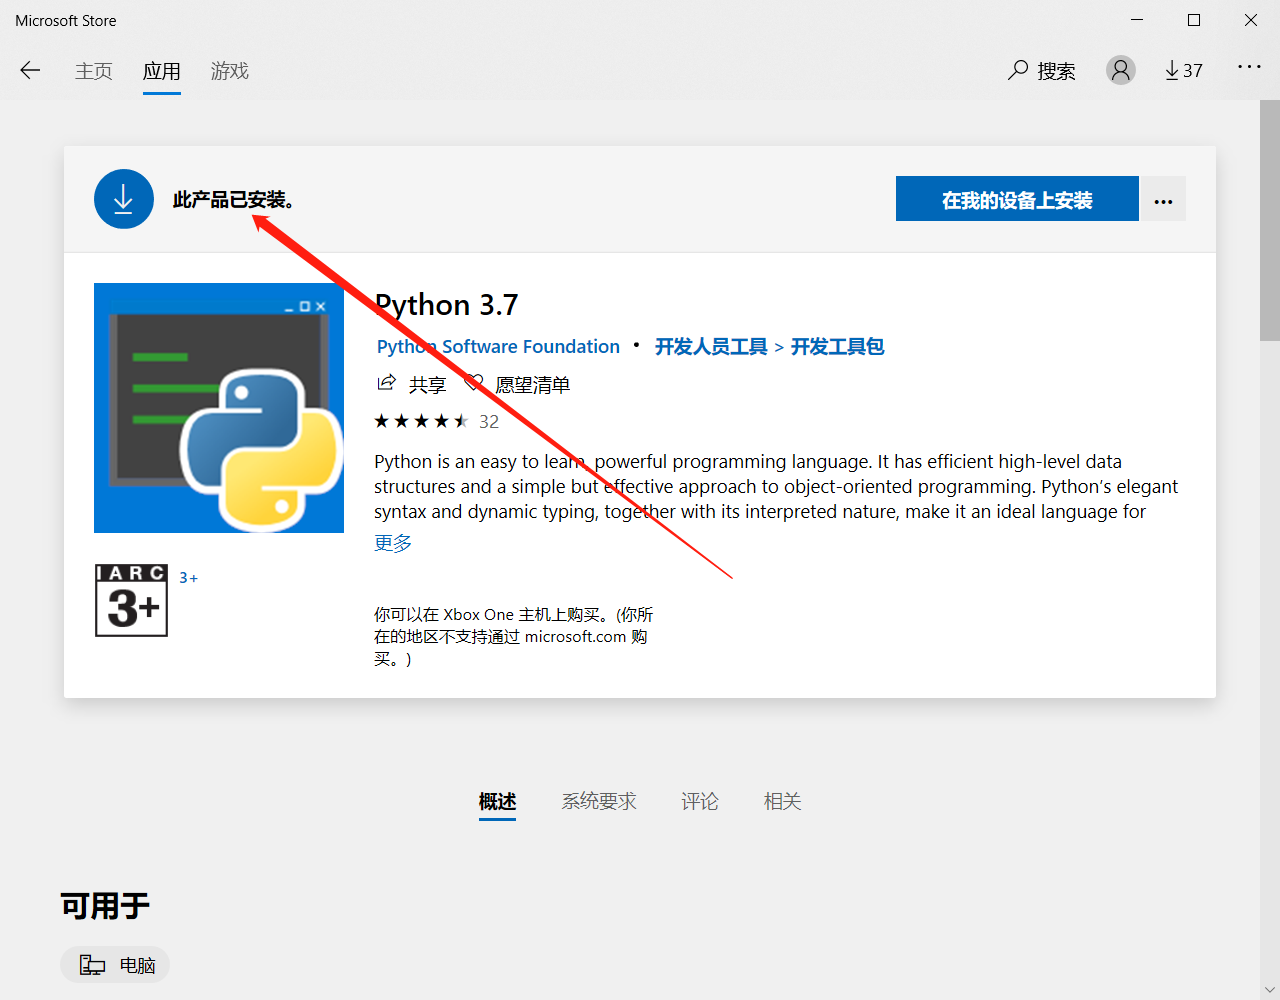 Microsoft Store
主页 应用 游戏 搜索 37
此产品已安装。 在我的设备上安装
Python 3.7
Python Software Foundation • 开发人员工具 > 开发工具包
共享 愿望清单
32
Python is an easy to learn, powerful programming language. It has efficient high-level data
structures and a simple but effective approach to object-oriented programming. Python’s elegant
syntax and dynamic typing, together with its interpreted nature, make it an ideal language for
更多
IARC
3+
3+
你可以在 Xbox One 主机上购买。(你所
在的地区不支持通过 microsoft.com 购
买。)
概述 系统要求 评论 相关
可用于
电脑